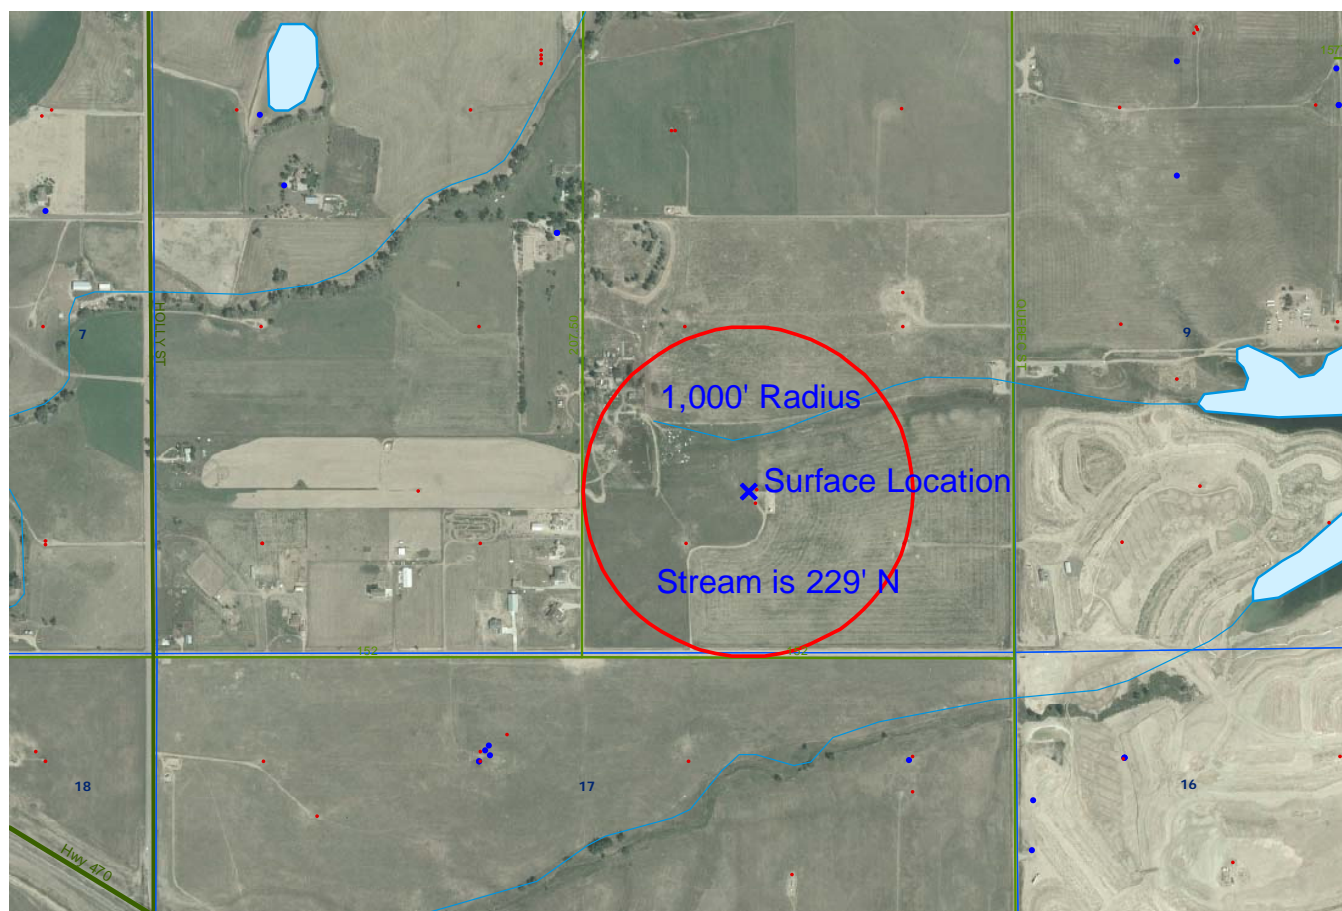 HOLLY ST
7
9
1,000' Radius
Surface Location
Stream is 229' N
152
152
18
17
16
Hwy 470